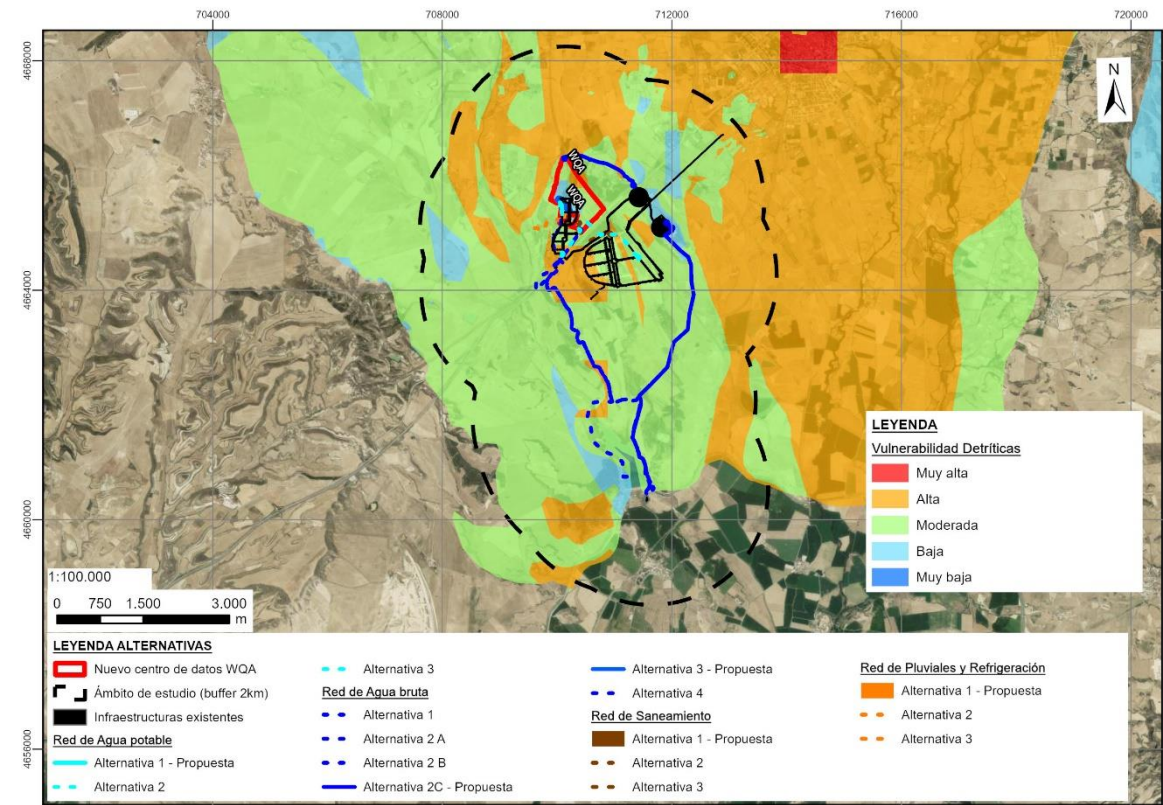 704000 708000 712000 716000 720000
4668000
N
WQA
WQA
4664000
LEYENDA
Vulnerabilidad Detríticas
Muy alta
Alta
Moderada
Baja
Muy baja
4660000
1:100.000
0 750 1.500 3.000
m
LEYENDA ALTERNATIVAS
Nuevo centro de datos WQA
Ámbito de estudio (buffer 2km)
Infraestructuras existentes
Red de Agua potable
Alternativa 1 - Propuesta
Alternativa 2
Alternativa 3
Red de Agua bruta
Alternativa 1
Alternativa 2 A
Alternativa 2 B
Alternativa 2C - Propuesta
Alternativa 3 - Propuesta
Alternativa 4
Red de Saneamiento
Alternativa 1 - Propuesta
Alternativa 2
Alternativa 3
Red de Pluviales y Refrigeración
Alternativa 1 - Propuesta
Alternativa 2
Alternativa 3
4656000